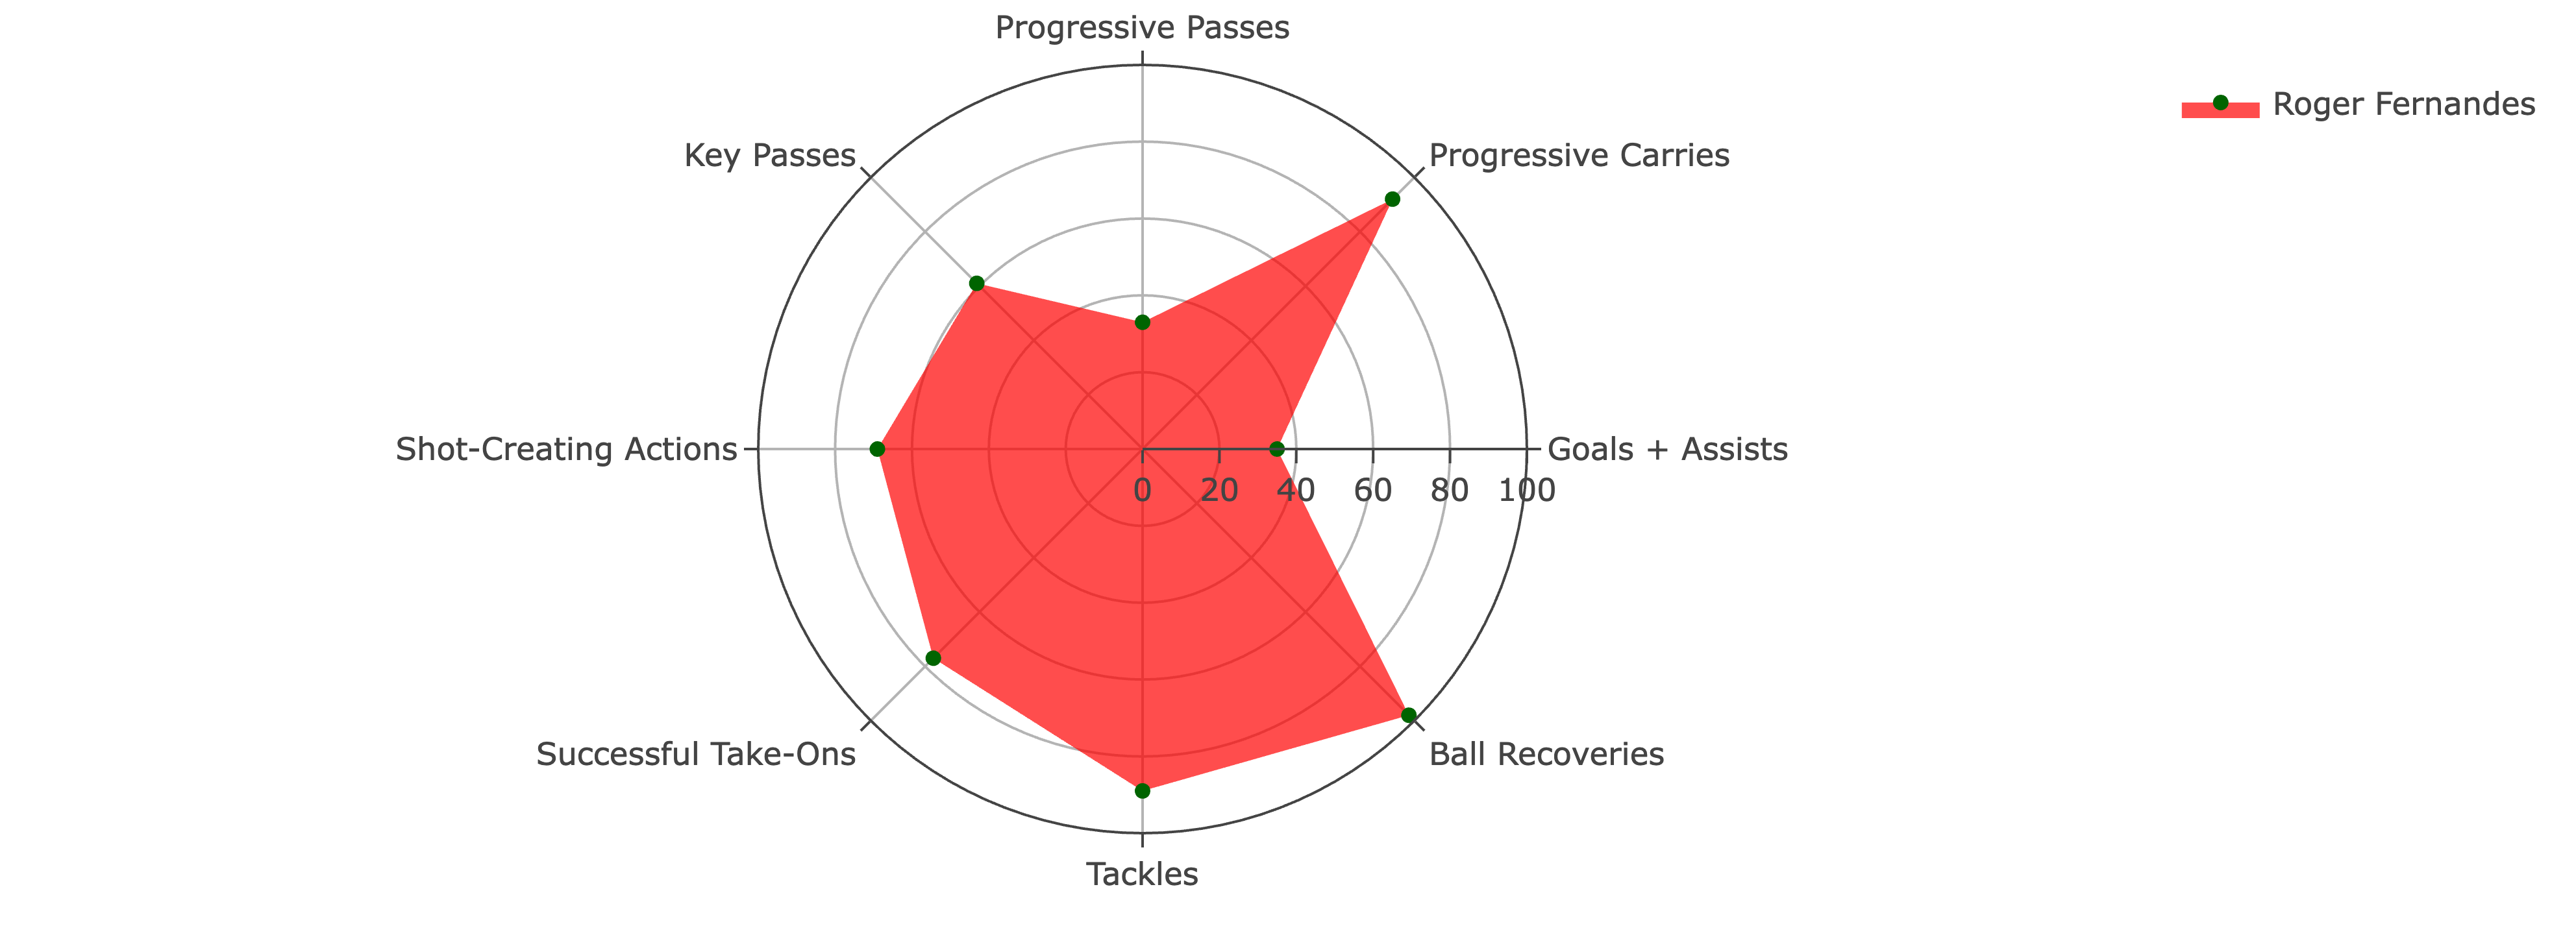 Progressive Passes
Roger Fernandes
Key Passes
Progressive Carries
Shot-Creating Actions
Goals + Assists
0 20 40 60 80 100
Successful Take-Ons
Ball Recoveries
Tackles